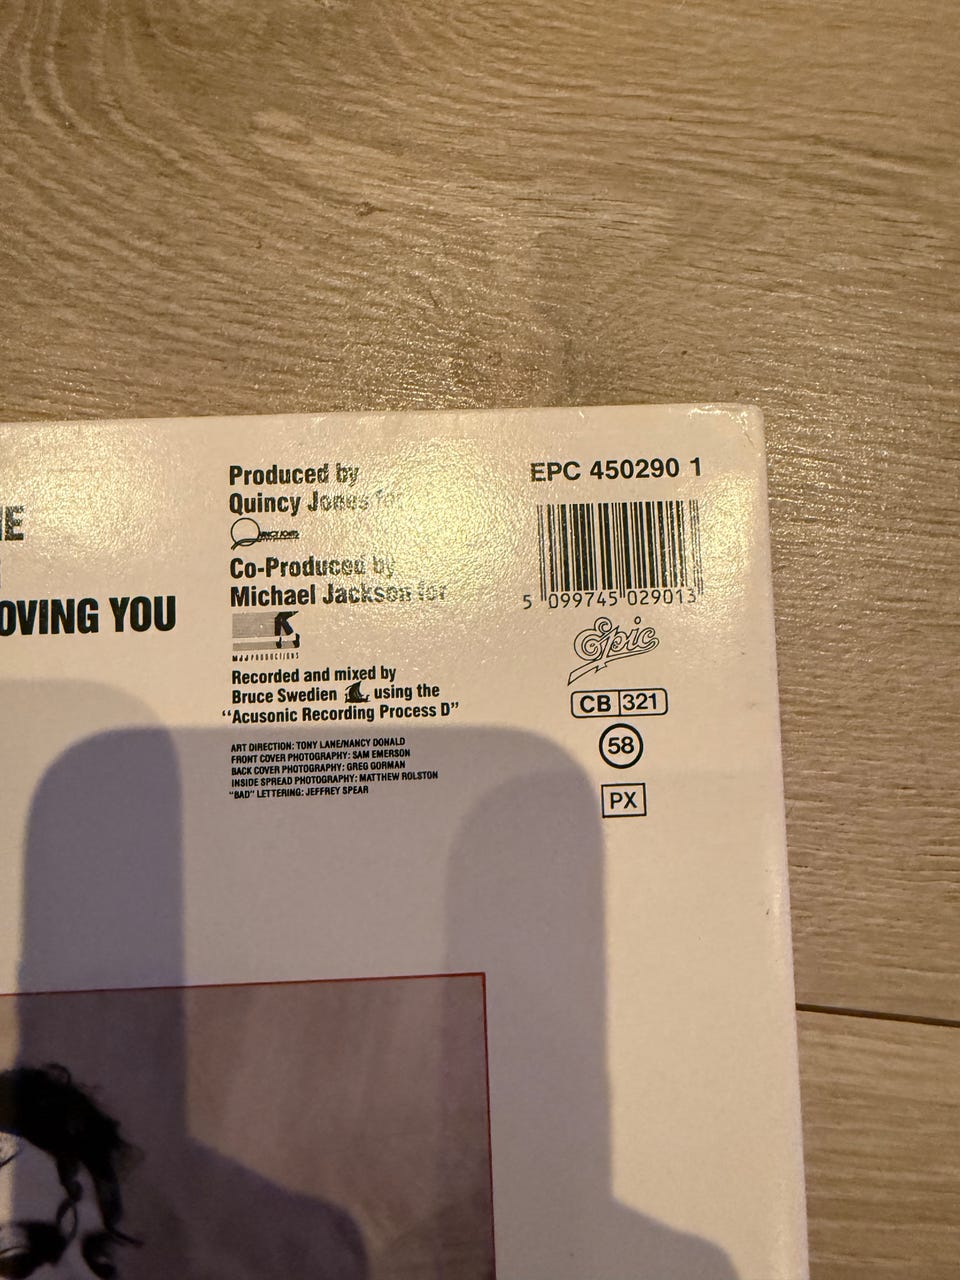 OVING YOU
Produced by
Quincy Jones for
QUINCY JONES
Co-Produced by
Michael Jackson for
MJJ PRODUCTIONS
Recorded and mixed by
Bruce Swedien using the
“Acusonic Recording Process D”
ART DIRECTION: TONY LANE/NANCY DONALD
FRONT COVER PHOTOGRAPHY: SAM EMERSON
BACK COVER PHOTOGRAPHY: GREG GORMAN
INSIDE SPREAD PHOTOGRAPHY: MATTHEW ROLSTON
“BAD” LETTERING: JEFFREY SPEAR
EPC 450290 1
5 099745 029013
Epic
CB 321
58
PX